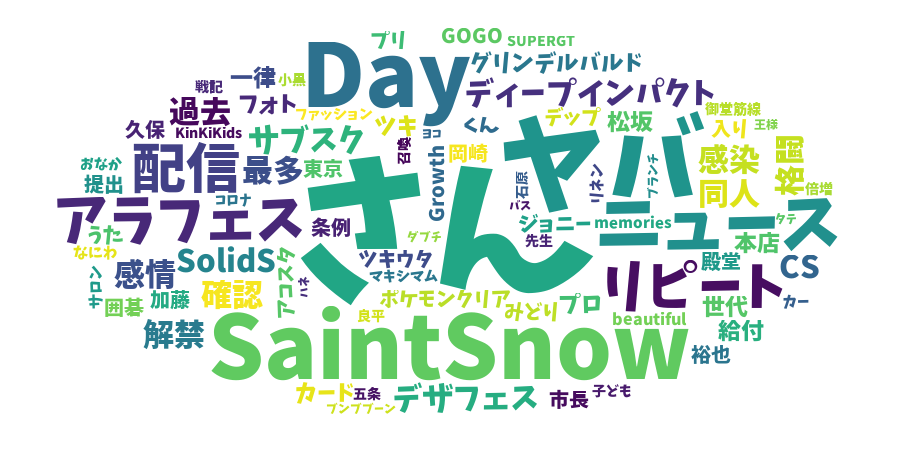 プリ
GOGO
SUPERGT
戦記
一律
小黒
Day
グリンデルバルド
過去
フォト
ディープインパクト
ファッション
ツキ
ヨコ
くん
デップ
松坂
御堂筋線
入り
王様
久保
KinKiKids
サブスク
召喚
岡崎
ヤバ
おなか
配信
最多
東京
Growth
石原
リネン
フランチ
感染
格闘
提出
コロナ
さん
バス
同人
倍増
アラフェス
条例
ダブチ
ジョニー
memories
ニュース
タテ
うた
先生
本店
なにわ
感情
SolidS
ツキウタ
殿堂
CS
サロン
アコスタ
ハネ
マキシマム
リピート
囲碁
加藤
確認
ポケモンクリア
みどり
プロ
世代
カー
良平
解禁
SaintSnow
beautiful
給付
裕也
カード
五条
デザフェス
市長
子ども
ブンブブーン